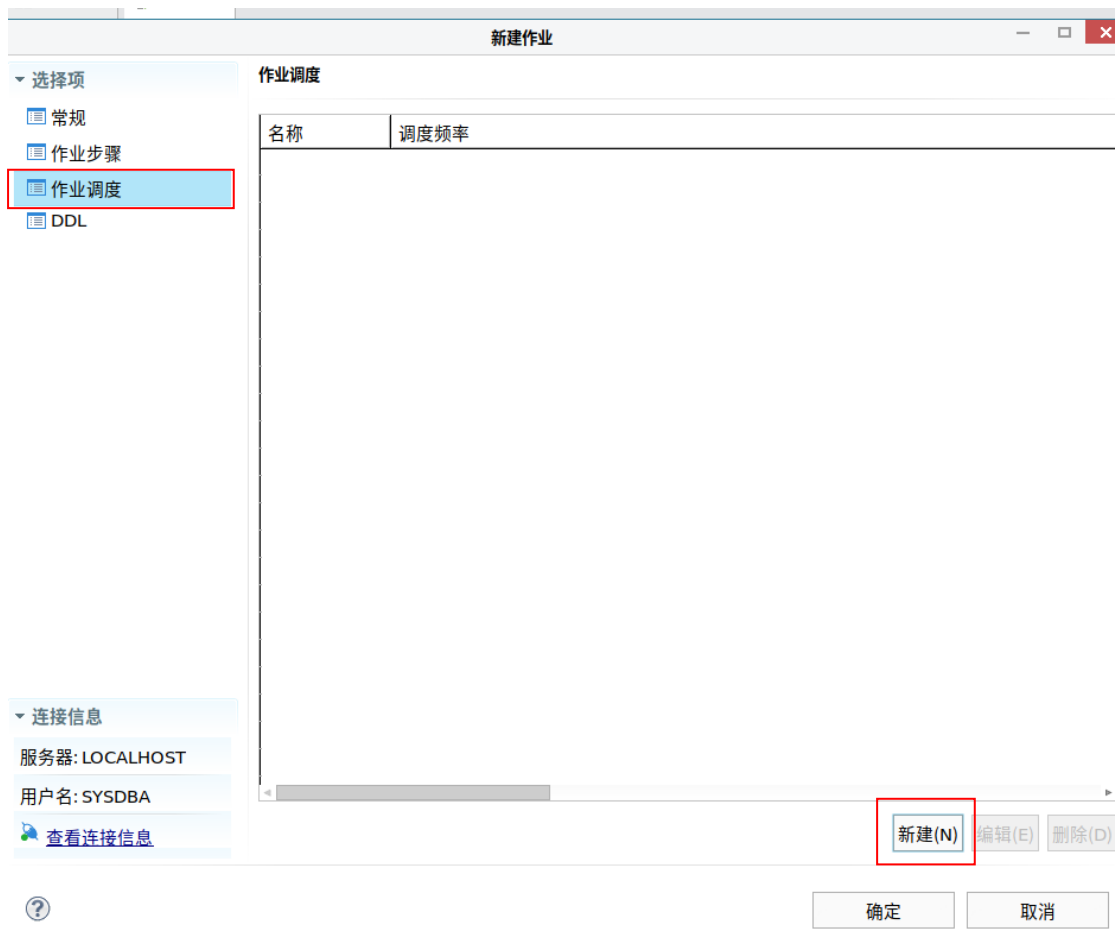 新建作业
选择项
常规
作业步骤
作业调度
DDL
作业调度
名称 调度频率
连接信息
服务器: LOCALHOST
用户名: SYSDBA
查看连接信息
新建(N) 编辑(E) 删除(D)
确定 取消